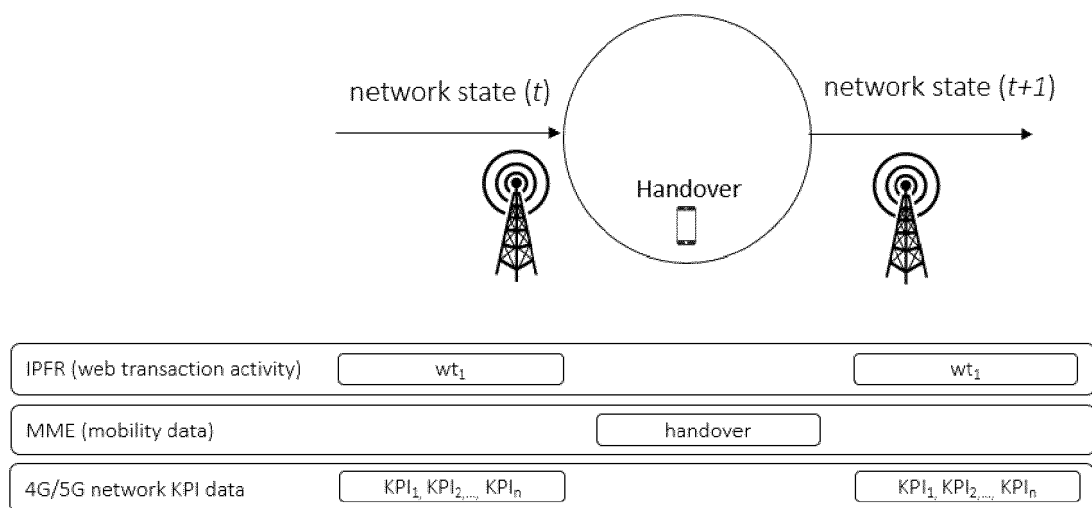 network state (t)
network state (t+1)
Handover
IPFR (web transaction activity)
wt₁
wt₁
MME (mobility data)
handover
4G/5G network KPI data
KPI₁, KPI₂,..., KPIₙ
KPI₁, KPI₂,..., KPIₙ